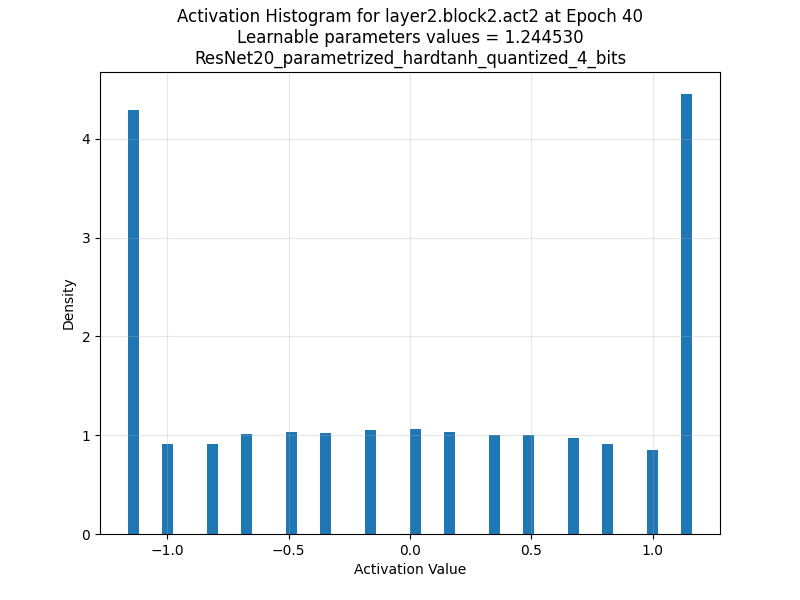 Activation Histogram for layer2.block2.act2 at Epoch 40
Learnable parameters values = 1.244530
ResNet20_parametrized_hardtanh_quantized_4_bits
4
3
2
1
0
Density
−1.0 −0.5 0.0 0.5 1.0
Activation Value